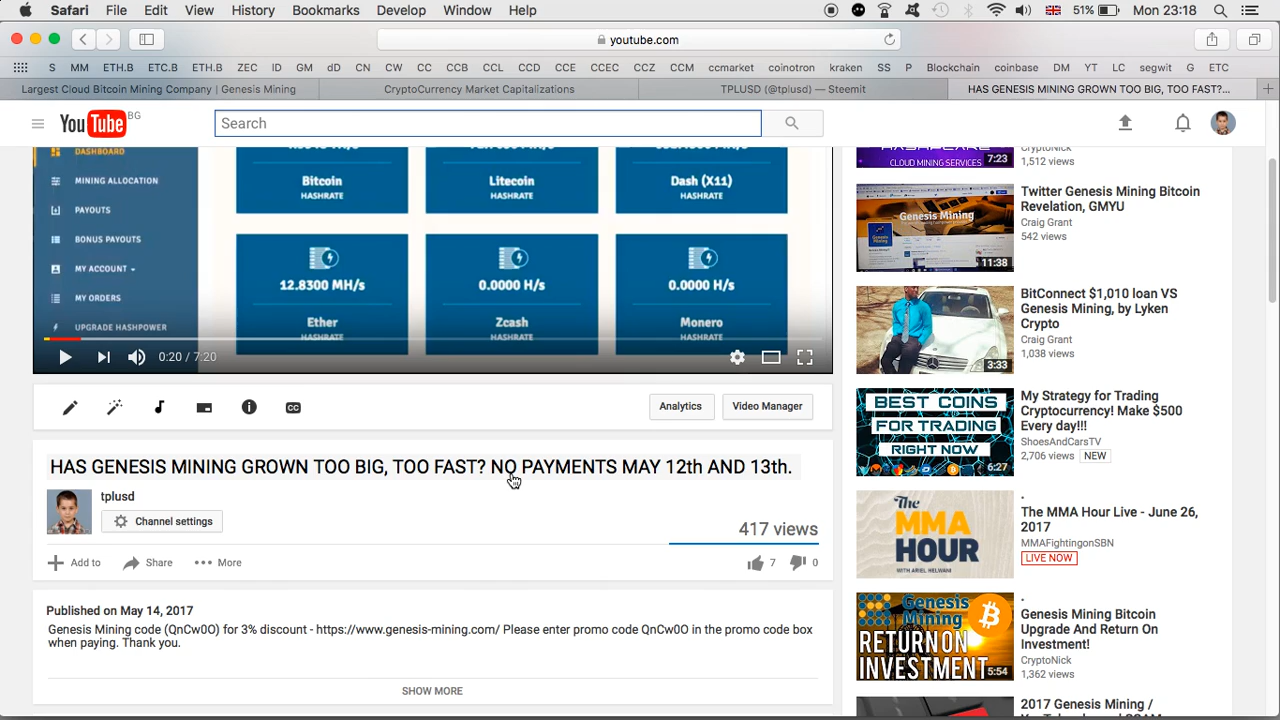 Safari File Edit View History Bookmarks Develop Window Help 51% Mon 23:18
youtube.com
S MM ETH.B ETC.B ETH.B ZEC ID GM dD CN CW CC CCB CCL CCD CCE CCEC CCZ CCM ccmarket coinotron kraken SS P Blockchain coinbase DM YT LC segwit G ETC
Largest Cloud Bitcoin Mining Company | Genesis Mining CryptoCurrency Market Capitalizations TPLUSD (@tplusd) — Steemit HAS GENESIS MINING GROWN TOO BIG, TOO FAST?...
YouTube BG
Search
DASHBOARD
MINING ALLOCATION
PAYOUTS
BONUS PAYOUTS
MY ACCOUNT
MY ORDERS
UPGRADE HASHPOWER
Bitcoin
HASHRATE
Litecoin
HASHRATE
Dash (X11)
HASHRATE
12.8300 MH/s
Ether
HASHRATE
0.0000 H/s
Zcash
HASHRATE
0.0000 H/s
Monero
HASHRATE
0:20 / 7:20
CC
Analytics
Video Manager
HAS GENESIS MINING GROWN TOO BIG, TOO FAST? NO PAYMENTS MAY 12th AND 13th.
tplusd
Channel settings
417 views
Add to Share More
7 0
Published on May 14, 2017
Genesis Mining code (QnCw0O) for 3% discount - https://www.genesis-mining.com/ Please enter promo code QnCw0O in the promo code box
when paying. Thank you.
SHOW MORE
CLOUD MINING SERVICES
7:23
CryptoNick
1,512 views
Genesis Mining
11:38
Twitter Genesis Mining Bitcoin
Revelation, GMYU
Craig Grant
542 views
3:33
BitConnect $1,010 loan VS
Genesis Mining, by Lyken
Crypto
Craig Grant
1,038 views
BEST COINS
FOR TRADING
RIGHT NOW
6:27
My Strategy for Trading
Cryptocurrency! Make $500
Every day!!!
ShoesAndCarsTV
2,706 views NEW
The
MMA
HOUR
WITH ARIEL HELWANI
The MMA Hour Live - June 26,
2017
MMAFightingonSBN
LIVE NOW
Genesis
Mining
RETURN ON
INVESTMENT
5:54
Genesis Mining Bitcoin
Upgrade And Return On
Investment!
CryptoNick
1,362 views
2017 Genesis Mining /